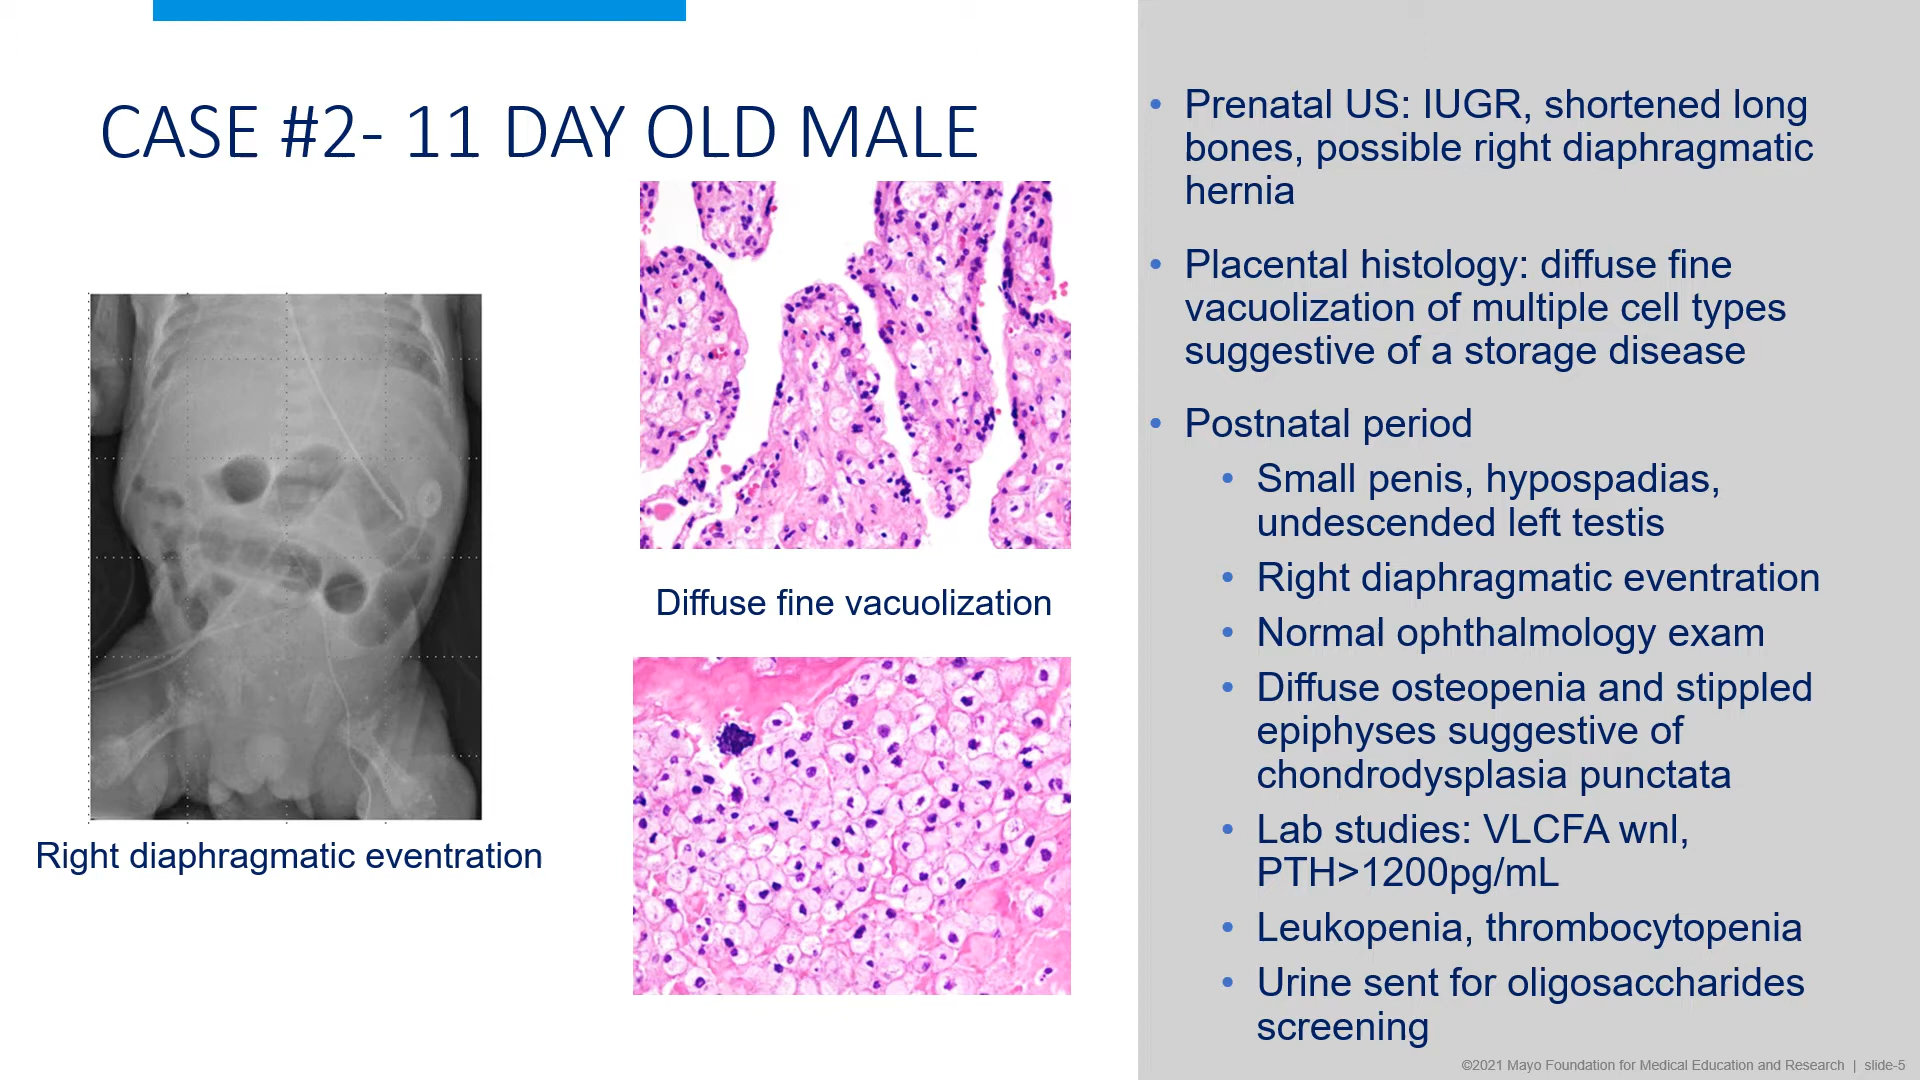 CASE #2- 11 DAY OLD MALE
Right diaphragmatic eventration
Diffuse fine vacuolization
• Prenatal US: IUGR, shortened long
bones, possible right diaphragmatic
hernia
• Placental histology: diffuse fine
vacuolization of multiple cell types
suggestive of a storage disease
• Postnatal period
• Small penis, hypospadias,
undescended left testis
• Right diaphragmatic eventration
• Normal ophthalmology exam
• Diffuse osteopenia and stippled
epiphyses suggestive of
chondrodysplasia punctata
• Lab studies: VLCFA wnl,
PTH>1200pg/mL
• Leukopenia, thrombocytopenia
• Urine sent for oligosaccharides
screening
©2021 Mayo Foundation for Medical Education and Research | slide-5